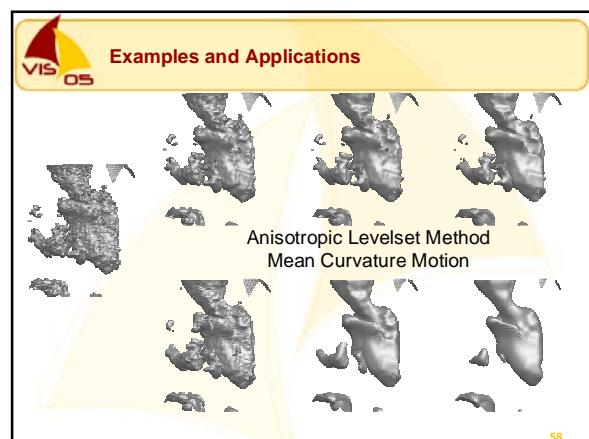 Examples and Applications
VIS 05
Anisotropic Levelset Method
Mean Curvature Motion
58